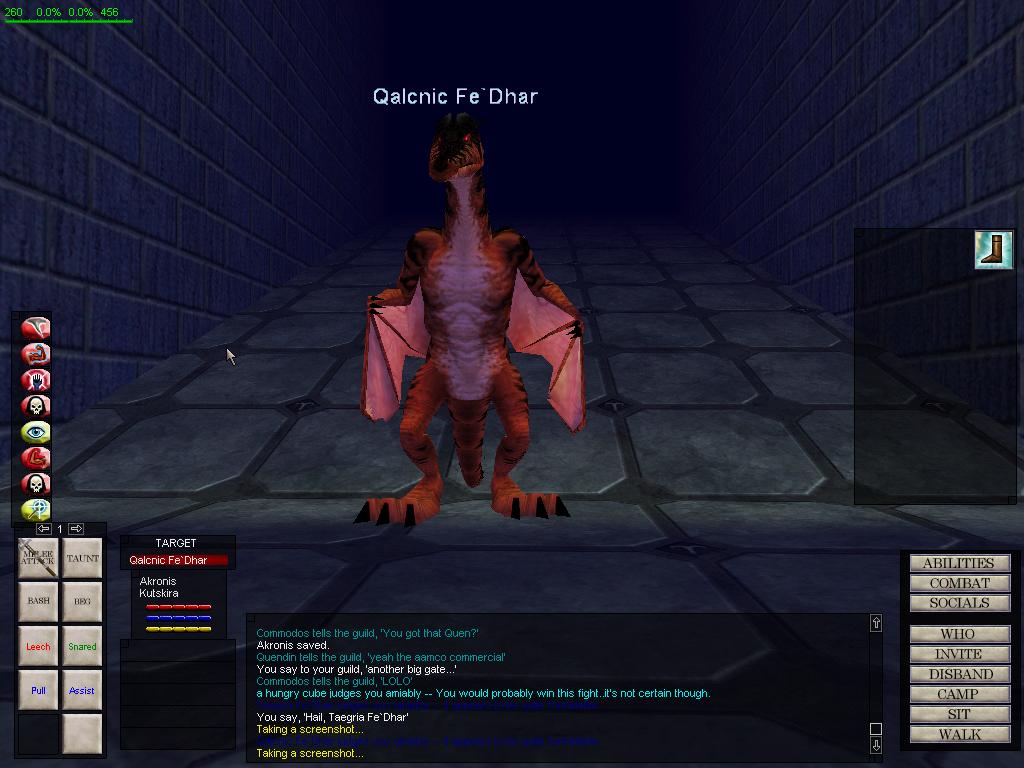 260 0.0% 0.0% 456
Qalcnic Fe`Dhar
1
MELEE ATTACK
TAUNT
BASH
BEG
Leech
Snared
Pull
Assist
TARGET
Qalcnic Fe`Dhar
Akronis
Kutskira
Commodos tells the guild, 'You got that Quen?'
Akronis saved.
Quendin tells the guild, 'yeah the aamco commercial'
You say to your guild, 'another big gate...'
Commodos tells the guild, 'LOLO'
a hungry cube judges you amiably -- You would probably win this fight..it's not certain though.
You say, 'Hail, Taegria Fe`Dhar'
Taking a screenshot...
Taking a screenshot...
ABILITIES
COMBAT
SOCIALS
WHO
INVITE
DISBAND
CAMP
SIT
WALK